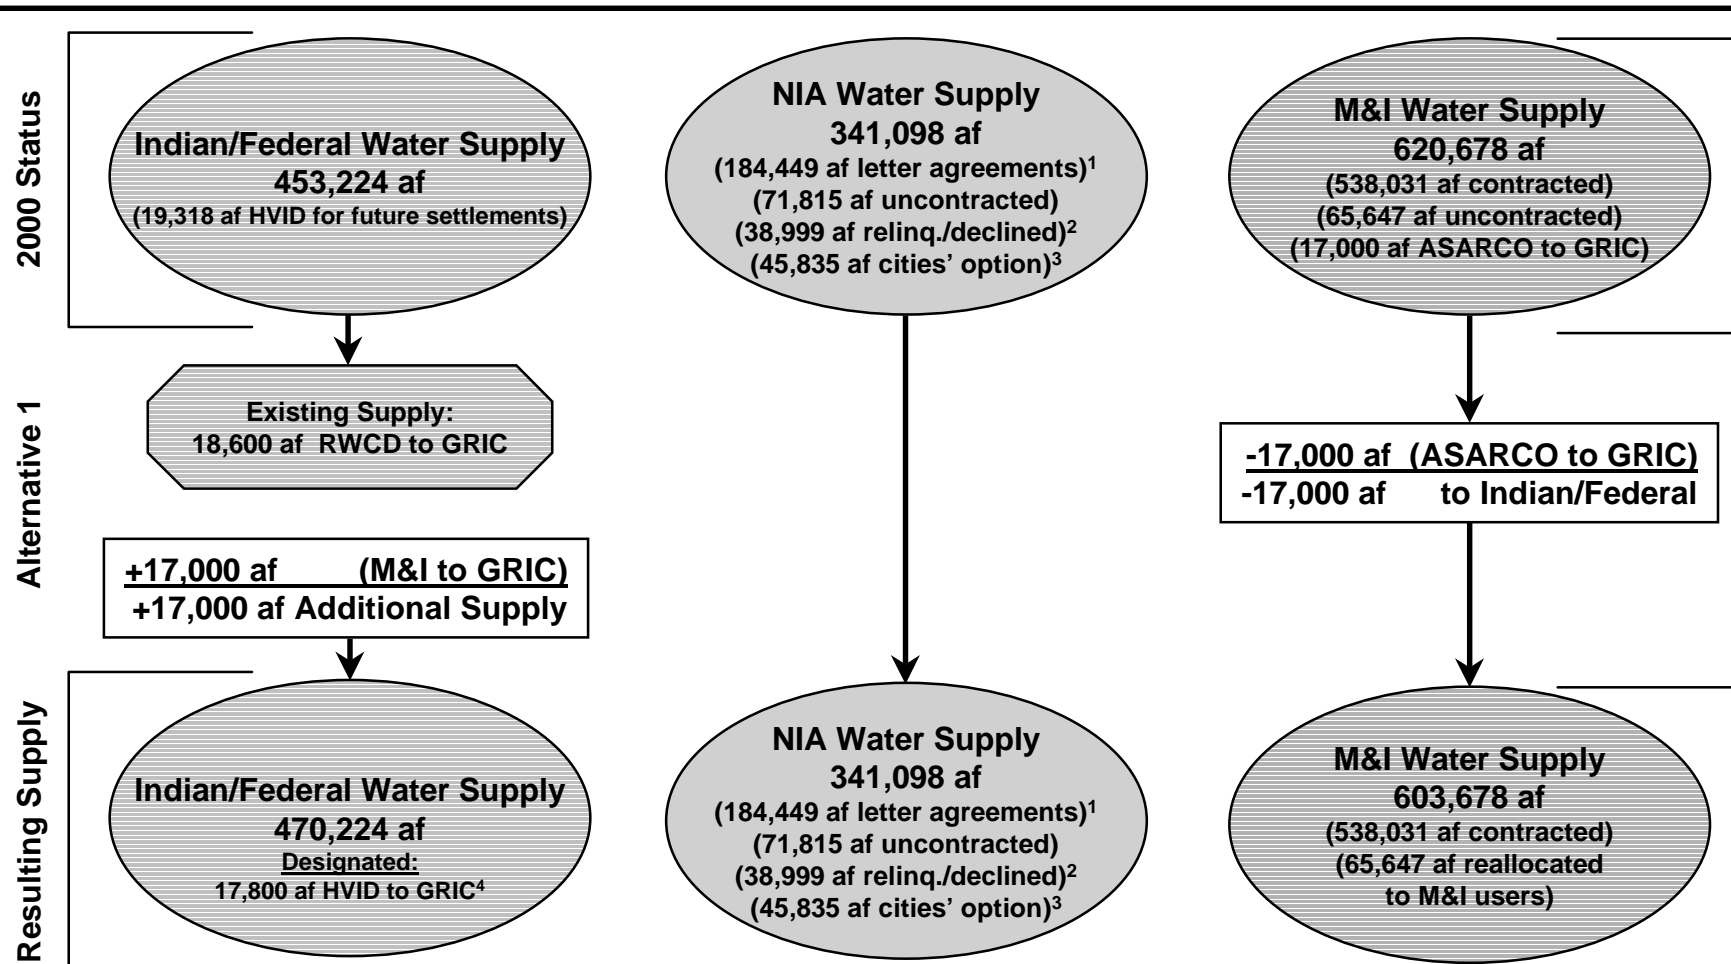 2000 Status
Indian/Federal Water Supply
453,224 af
(19,318 af HVID for future settlements)
NIA Water Supply
341,098 af
(184,449 af letter agreements)1
(71,815 af uncontracted)
(38,999 af relinq./declined)2
(45,835 af cities' option)3
M&I Water Supply
620,678 af
(538,031 af contracted)
(65,647 af uncontracted)
(17,000 af ASARCO to GRIC)
Alternative 1
Existing Supply:
18,600 af RWCD to GRIC
+17,000 af (M&I to GRIC)
+17,000 af Additional Supply
-17,000 af (ASARCO to GRIC)
-17,000 af to Indian/Federal
Resulting Supply
Indian/Federal Water Supply
470,224 af
Designated:
17,800 af HVID to GRIC4
NIA Water Supply
341,098 af
(184,449 af letter agreements)1
(71,815 af uncontracted)
(38,999 af relinq./declined)2
(45,835 af cities' option)3
M&I Water Supply
603,678 af
(538,031 af contracted)
(65,647 af reallocated
to M&I users)